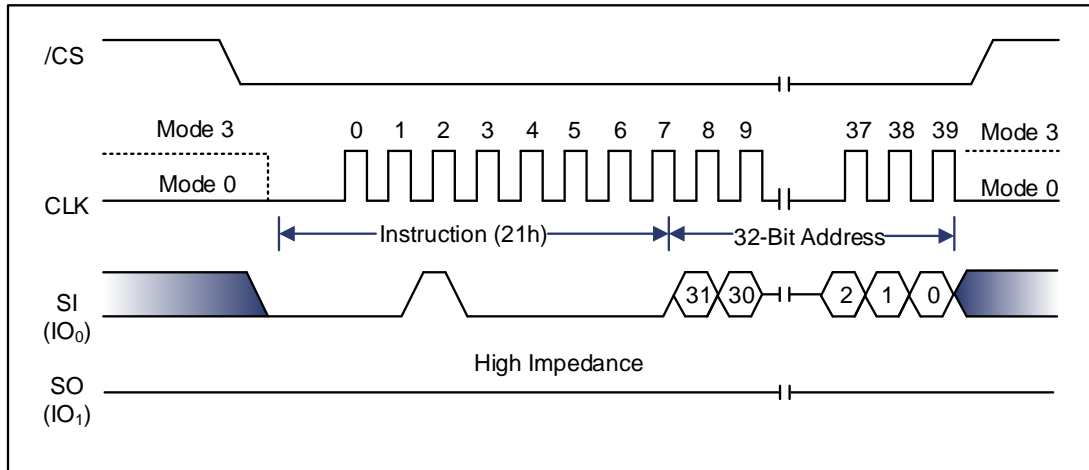 /CS
Mode 3 0 1 2 3 4 5 6 7 8 9 37 38 39 Mode 3
Mode 0 Mode 0
CLK
Instruction (21h) 32-Bit Address
SI 31 30 2 1 0
(IO₀)
High Impedance
SO
(IO₁)